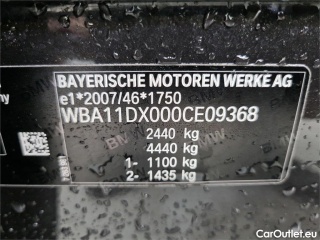 BAYERISCHE MOTOREN WERKE AG
e1*2007/46*1750
WBA11DX000CE09368
2440 kg
4440 kg
1- 1100 kg
2- 1435 kg
CarOutlet.eu